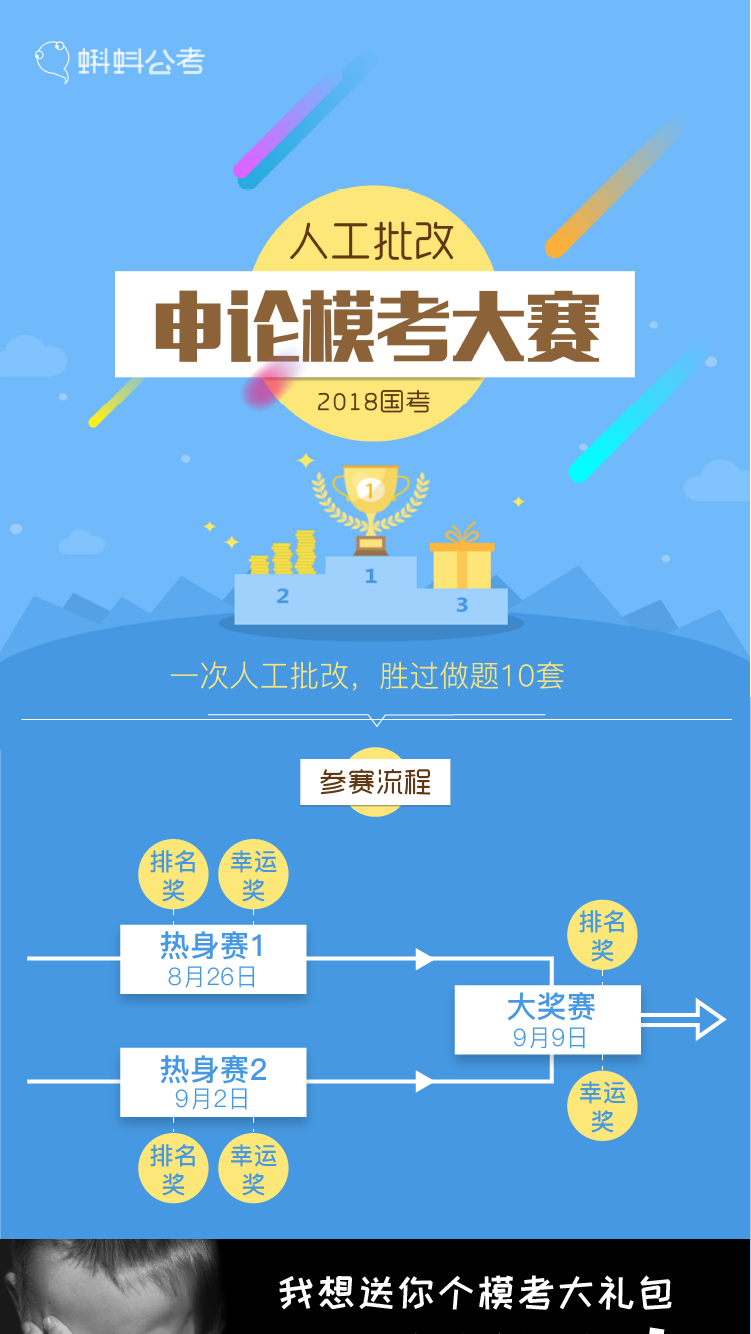 蝌蝌公考
人工批改
申论模考大赛
2018国考
1
2
1
3
一次人工批改，胜过做题10套
参赛流程
排名
奖
幸运
奖
热身赛1
8月26日
排名
奖
大奖赛
9月9日
热身赛2
9月2日
幸运
奖
排名
奖
幸运
奖
我想送你个模考大礼包